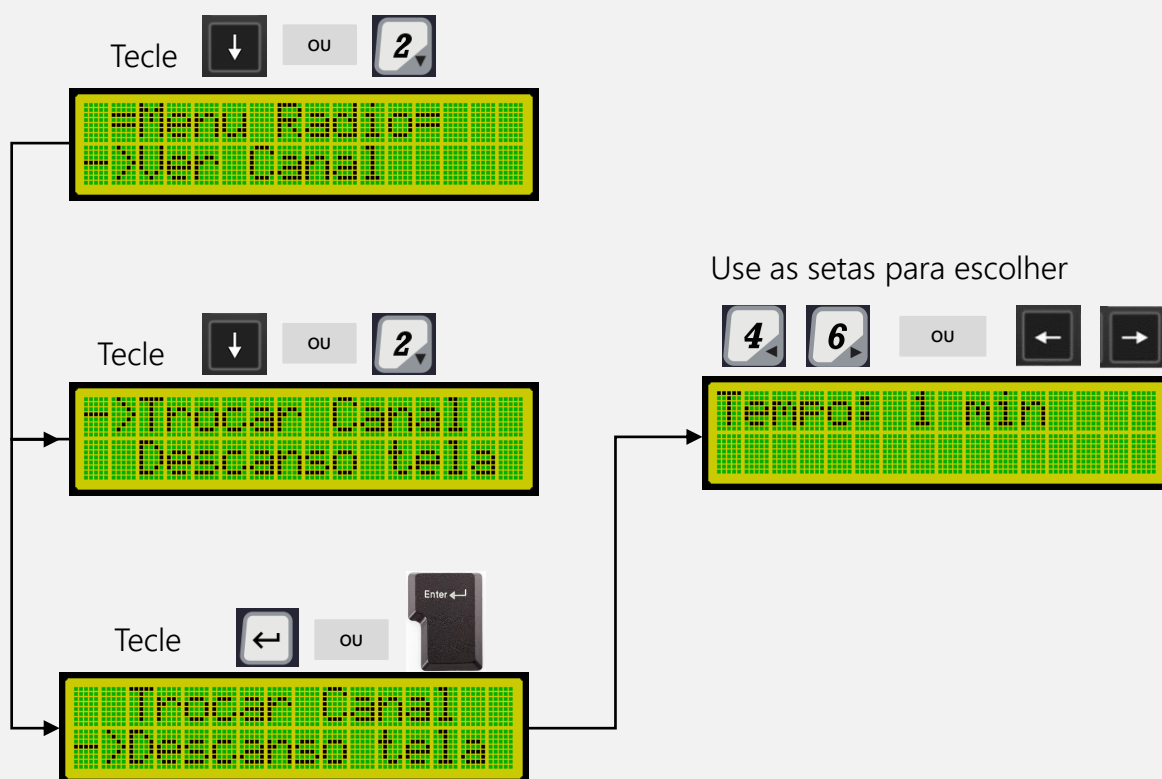 Tecle ↓ OU 2
=Menu Radio=
->Ver Canal
Tecle ↓ OU 2
->Trocar Canal
Descanso tela
Tecle ↵ OU Enter ↵
Trocar Canal
->Descanso tela
Use as setas para escolher
4 6 OU ← →
Tempo: 1 min